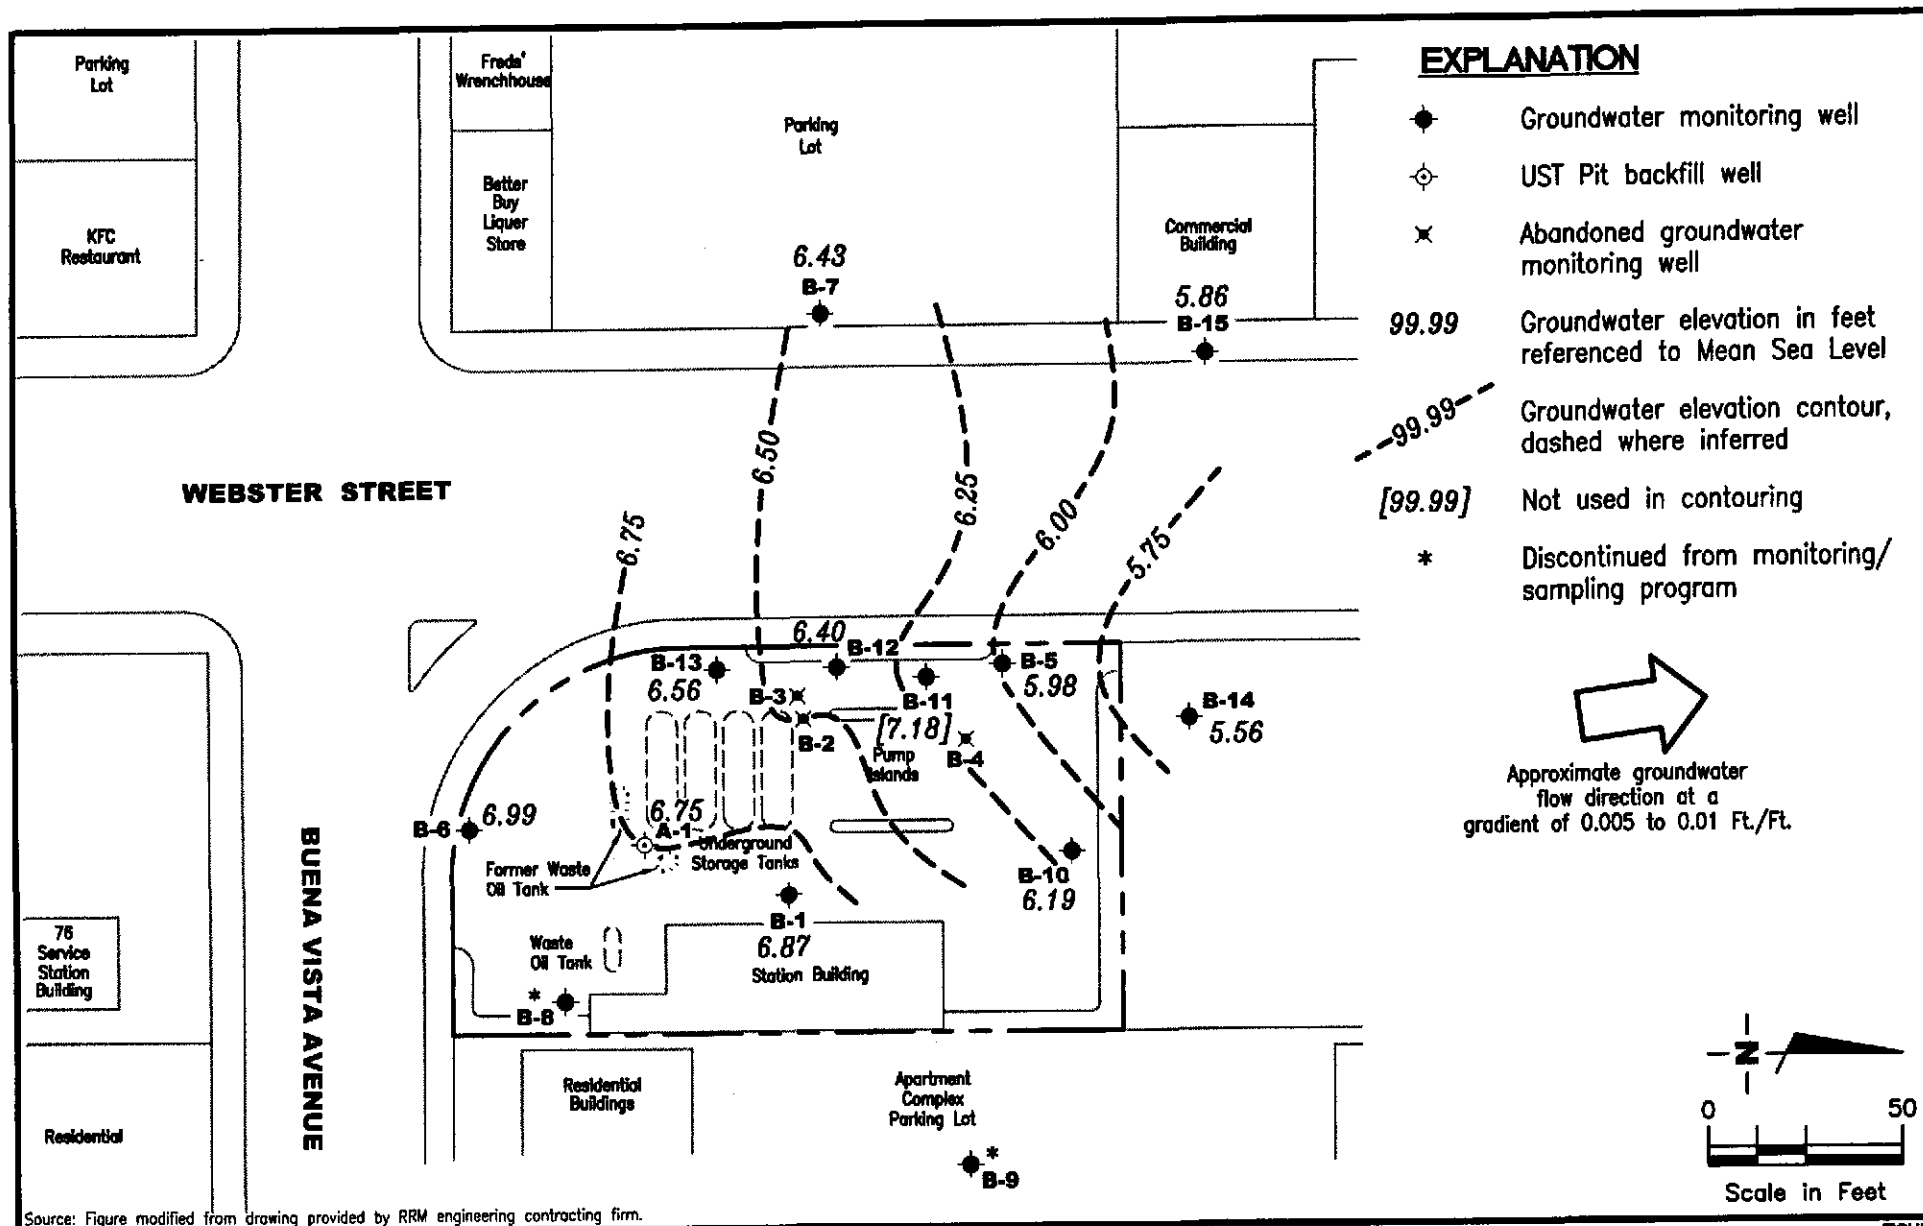 Parking
Lot
KFC
Restaurant
Freds'
Wrenchhouse
Better
Buy
Liquer
Store
Parking
Lot
Commercial
Building
6.43
B-7
5.86
B-15
WEBSTER STREET
6.75
6.50
6.25
6.00
5.75
6.40
B-12
B-13
6.56
B-3
B-2
B-11
[7.18]
B-5
5.98
B-14
5.56
B-4
Pump
Islands
B-6
6.99
6.75
A-1
Underground
Storage Tanks
Former Waste
Oil Tank
B-10
6.19
B-1
6.87
Station Building
Waste
Oil Tank
*
B-8
76
Service
Station
Building
BUENA VISTA AVENUE
Residential
Residential
Buildings
Apartment
Complex
Parking Lot
*
B-9
EXPLANATION
Groundwater monitoring well
UST Pit backfill well
Abandoned groundwater
monitoring well
99.99 Groundwater elevation in feet
referenced to Mean Sea Level
99.99 Groundwater elevation contour,
dashed where inferred
[99.99] Not used in contouring
* Discontinued from monitoring/
sampling program
Approximate groundwater
flow direction at a
gradient of 0.005 to 0.01 Ft./Ft.
N
0 50
Scale in Feet
Source: Figure modified from drawing provided by RRM engineering contracting firm.